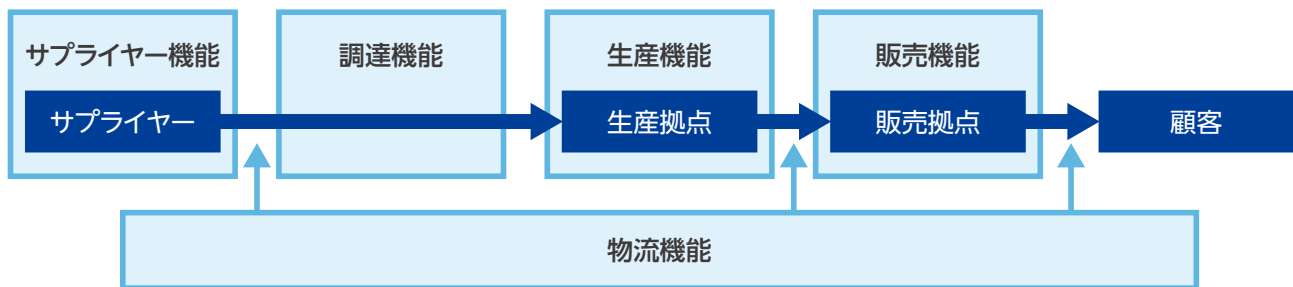 サプライヤー機能
調達機能
生産機能
販売機能
サプライヤー
生産拠点
販売拠点
顧客
物流機能